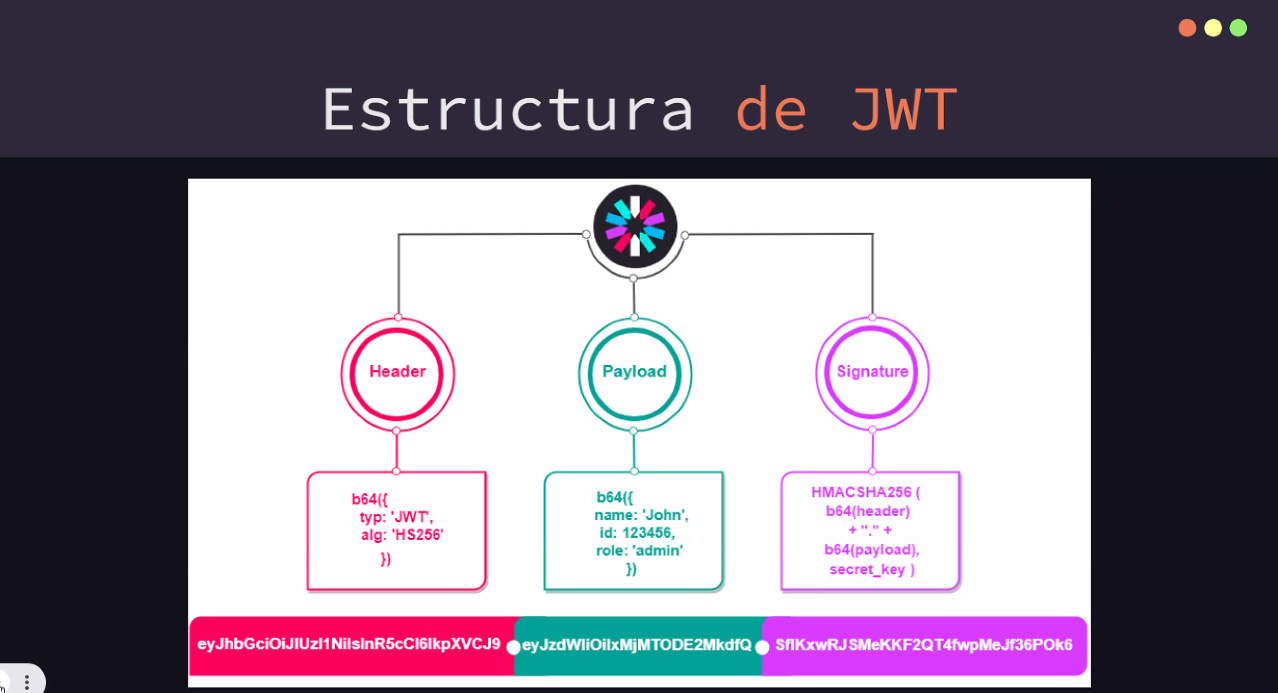 Estructura de JWT
Header
Payload
Signature
b64({
typ: 'JWT',
alg: 'HS256'
})
b64({
name: 'John',
id: 123456,
role: 'admin'
})
HMACSHA256 (
b64(header)
+ "." +
b64(payload),
secret_key )
eyJhbGciOiJIUzI1NiIsInR5cCI6IkpXVCJ9
eyJzdWIiOiIxMjMTODE2MkdfQ
SflKxwRJSMeKKF2QT4fwpMeJf36POk6